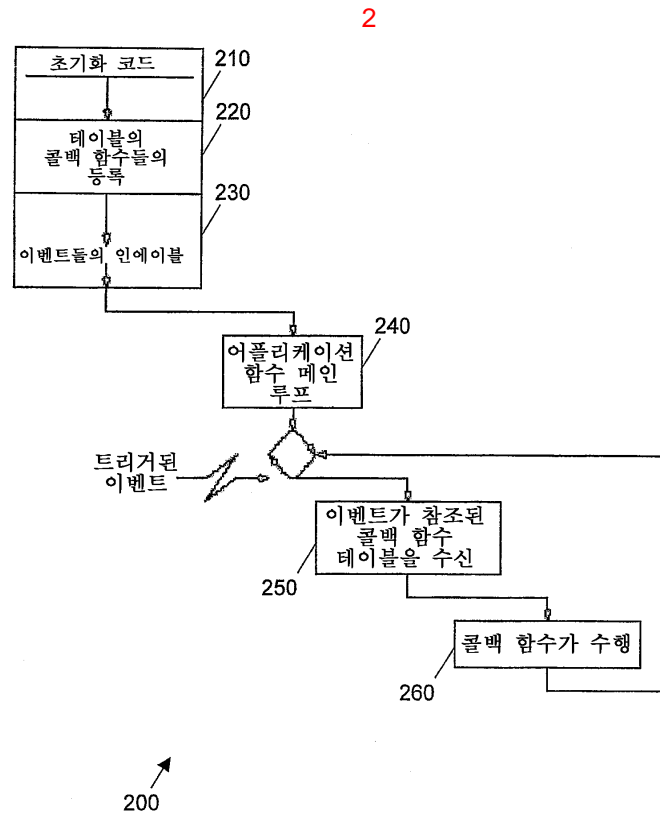 2
초기화 코드
210
220
테이블의
콜백 함수들의
등록
230
이벤트들의 인에이블
240
어플리케이션
함수 메인
루프
트리거된
이벤트
이벤트가 참조된
콜백 함수
테이블을 수신
250
콜백 함수가 수행
260
200